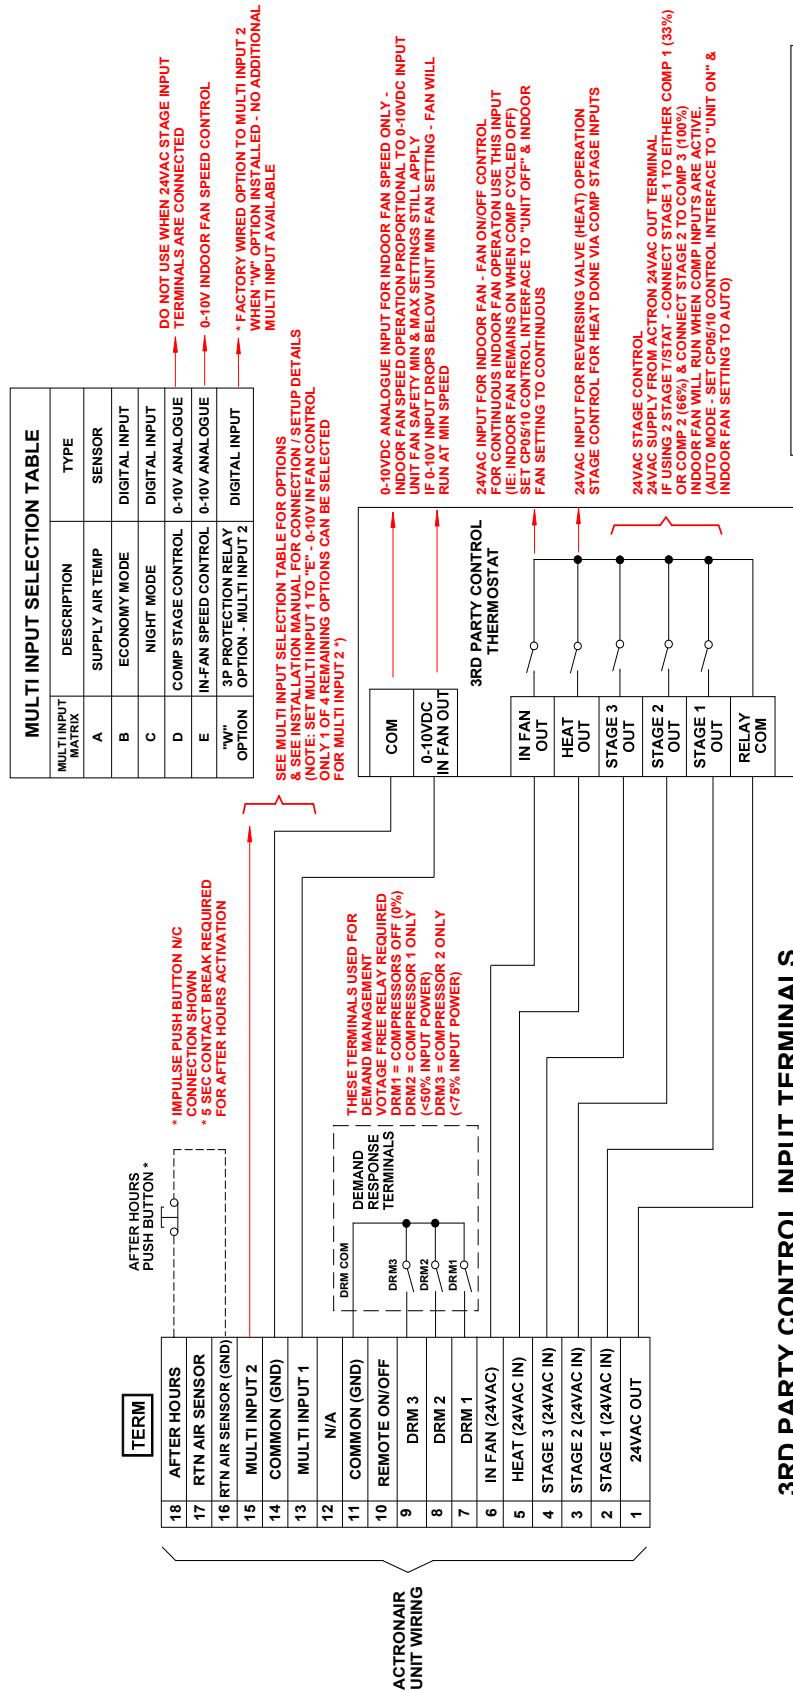 MULTI INPUT SELECTION TABLE
MULTI INPUT
MATRIX
DESCRIPTION
TYPE
A
SUPPLY AIR TEMP
SENSOR
B
ECONOMY MODE
DIGITAL INPUT
C
NIGHT MODE
DIGITAL INPUT
D
COMP STAGE CONTROL
0-10V ANALOGUE
E
IN-FAN SPEED CONTROL
0-10V ANALOGUE
"W"
OPTION
3P PROTECTION RELAY
OPTION - MULTI INPUT 2
DIGITAL INPUT
DO NOT USE WHEN 24VAC STAGE INPUT
TERMINALS ARE CONNECTED
0-10V INDOOR FAN SPEED CONTROL
* FACTORY WIRED OPTION TO MULTI INPUT 2
WHEN "W" OPTION INSTALLED - NO ADDITIONAL
MULTI INPUT AVAILABLE
AFTER HOURS
PUSH BUTTON *
* IMPULSE PUSH BUTTON N/C
CONNECTION SHOWN
* 5 SEC CONTACT BREAK REQUIRED
FOR AFTER HOURS ACTIVATION
SEE MULTI INPUT SELECTION TABLE FOR OPTIONS
& SEE INSTALLATION MANUAL FOR CONNECTION / SETUP DETAILS
(NOTE: SET MULTI INPUT 1 TO "E" - 0-10V IN FAN CONTROL
ONLY 1 OF 4 REMAINING OPTIONS CAN BE SELECTED
FOR MULTI INPUT 2 *)
TERM
18 AFTER HOURS
17 RTN AIR SENSOR
16 RTN AIR SENSOR (GND)
15 MULTI INPUT 2
14 COMMON (GND)
13 MULTI INPUT 1
12 N/A
11 COMMON (GND)
10 REMOTE ON/OFF
9 DRM 3
8 DRM 2
7 DRM 1
6 IN FAN (24VAC)
5 HEAT (24VAC IN)
4 STAGE 3 (24VAC IN)
3 STAGE 2 (24VAC IN)
2 STAGE 1 (24VAC IN)
1 24VAC OUT
ACTRONAIR
UNIT WIRING
DRM COM
DEMAND
RESPONSE
TERMINALS
DRM3
DRM2
DRM1
THESE TERMINALS USED FOR
DEMAND MANAGEMENT
VOTAGE FREE RELAY REQUIRED
DRM1 = COMPRESSORS OFF (0%)
DRM2 = COMPRESSOR 1 ONLY
(<50% INPUT POWER)
DRM3 = COMPRESSOR 2 ONLY
(<75% INPUT POWER)
COM
0-10VDC
IN FAN OUT
3RD PARTY CONTROL
THERMOSTAT
IN FAN
OUT
HEAT
OUT
STAGE 3
OUT
STAGE 2
OUT
STAGE 1
OUT
RELAY
COM
0-10VDC ANALOGUE INPUT FOR INDOOR FAN SPEED ONLY -
INDOOR FAN SPEED OPERATION PROPORTIONAL TO 0-10VDC INPUT
UNIT FAN SAFETY MIN & MAX SETTINGS STILL APPLY
IF 0-10V INPUT DROPS BELOW UNIT MIN FAN SETTING - FAN WILL
RUN AT MIN SPEED
24VAC INPUT FOR INDOOR FAN - FAN ON/OFF CONTROL
FOR CONTINUOUS INDOOR FAN OPERATON USE THIS INPUT
(IE: INDOOR FAN REMAINS ON WHEN COMP CYCLED OFF)
SET CP05/10 CONTROL INTERFACE TO "UNIT OFF" & INDOOR
FAN SETTING TO CONTINUOUS
24VAC INPUT FOR REVERSING VALVE (HEAT) OPERATION
STAGE CONTROL FOR HEAT DONE VIA COMP STAGE INPUTS
24VAC STAGE CONTROL
24VAC SUPPLY FROM ACTRON 24VAC OUT TERMINAL
IF USING 2 STAGE T/STAT - CONNECT STAGE 1 TO EITHER COMP 1 (33%)
OR COMP 2 (66%) & CONNECT STAGE 2 TO COMP 3 (100%)
INDOOR FAN WILL RUN WHEN COMP INPUTS ARE ACTIVE.
(AUTO MODE - SET CP05/10 CONTROL INTERFACE TO "UNIT ON" &
INDOOR FAN SETTING TO AUTO)
3RD PARTY CONTROL INPUT TERMINALS